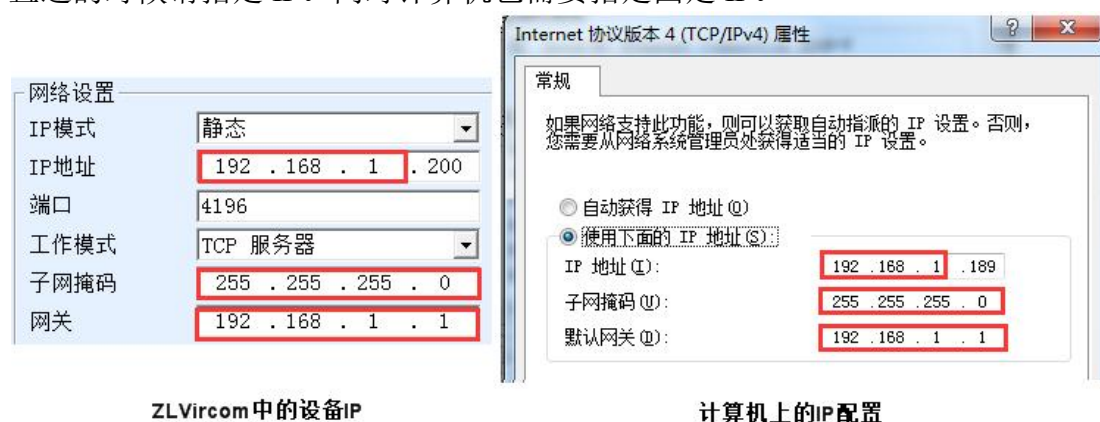 Internet 协议版本 4 (TCP/IPv4) 属性
常规
如果网络支持此功能，则可以获取自动指派的 IP 设置。否则，
您需要从网络系统管理员处获得适当的 IP 设置。
自动获得 IP 地址(O)
使用下面的 IP 地址(S):
IP 地址(I): 192 .168 . 1 .189
子网掩码(U): 255 .255 .255 . 0
默认网关(D): 192 .168 . 1 . 1
网络设置
IP模式 静态
IP地址 192 . 168 . 1 . 200
端口 4196
工作模式 TCP 服务器
子网掩码 255 . 255 . 255 . 0
网关 192 . 168 . 1 . 1
ZLVircom中的设备IP
计算机上的IP配置